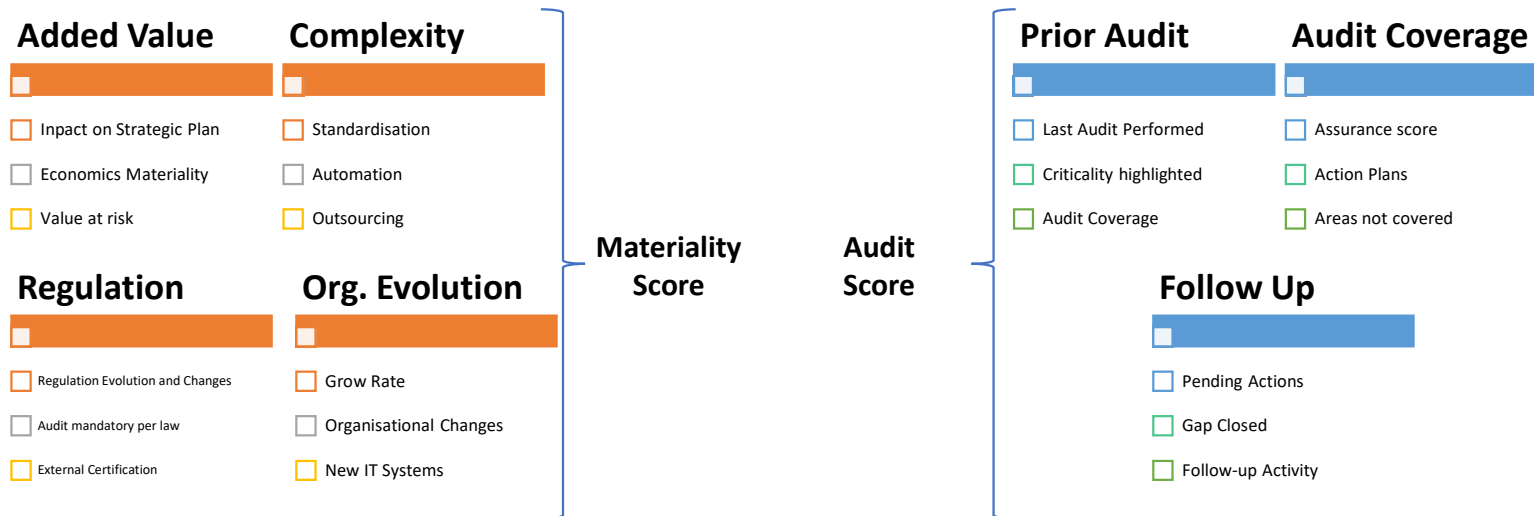 Added Value
Inpact on Strategic Plan
Economics Materiality
Value at risk
Complexity
Standardisation
Automation
Outsourcing
Regulation
Regulation Evolution and Changes
Audit mandatory per law
External Certification
Org. Evolution
Grow Rate
Organisational Changes
New IT Systems
Materiality
Score
Audit
Score
Prior Audit
Last Audit Performed
Criticality highlighted
Audit Coverage
Audit Coverage
Assurance score
Action Plans
Areas not covered
Follow Up
Pending Actions
Gap Closed
Follow-up Activity